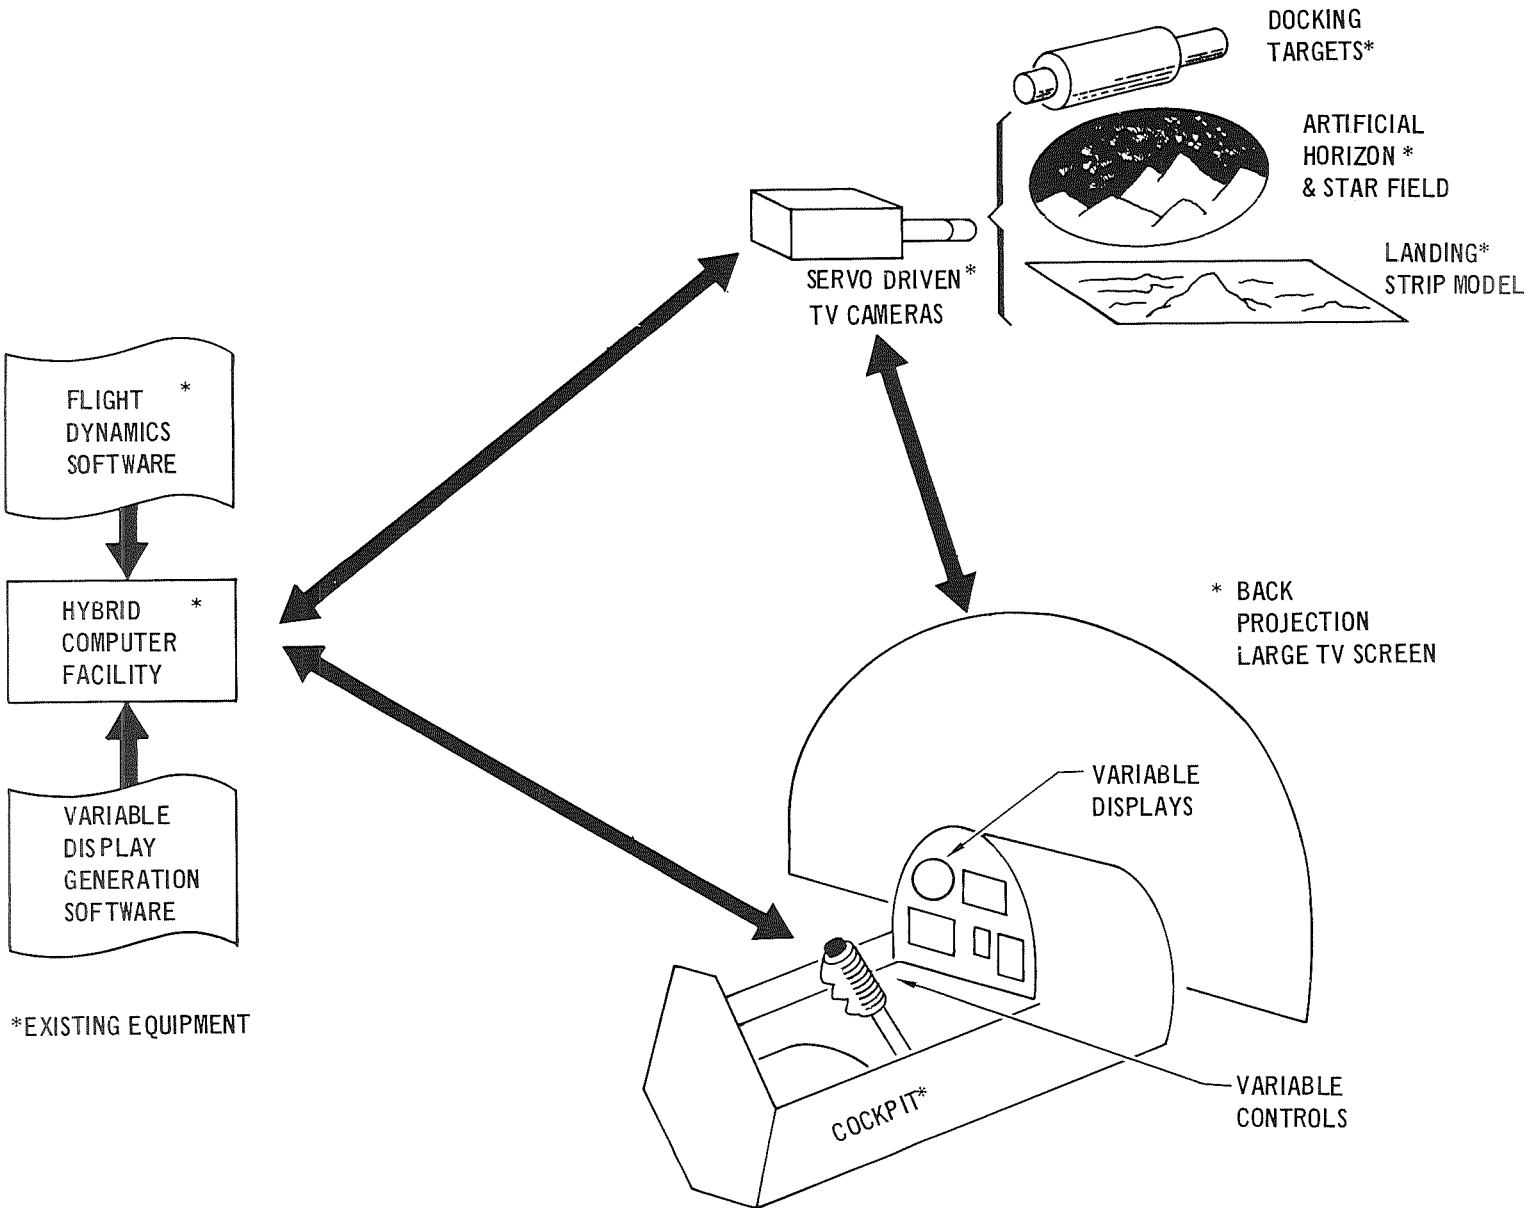 DOCKING
TARGETS*
ARTIFICIAL
HORIZON *
& STAR FIELD
LANDING*
STRIP MODEL
SERVO DRIVEN*
TV CAMERAS
FLIGHT *
DYNAMICS
SOFTWARE
HYBRID *
COMPUTER
FACILITY
VARIABLE
DISPLAY
GENERATION
SOFTWARE
*EXISTING EQUIPMENT
* BACK
PROJECTION
LARGE TV SCREEN
VARIABLE
DISPLAYS
COCKPIT*
VARIABLE
CONTROLS